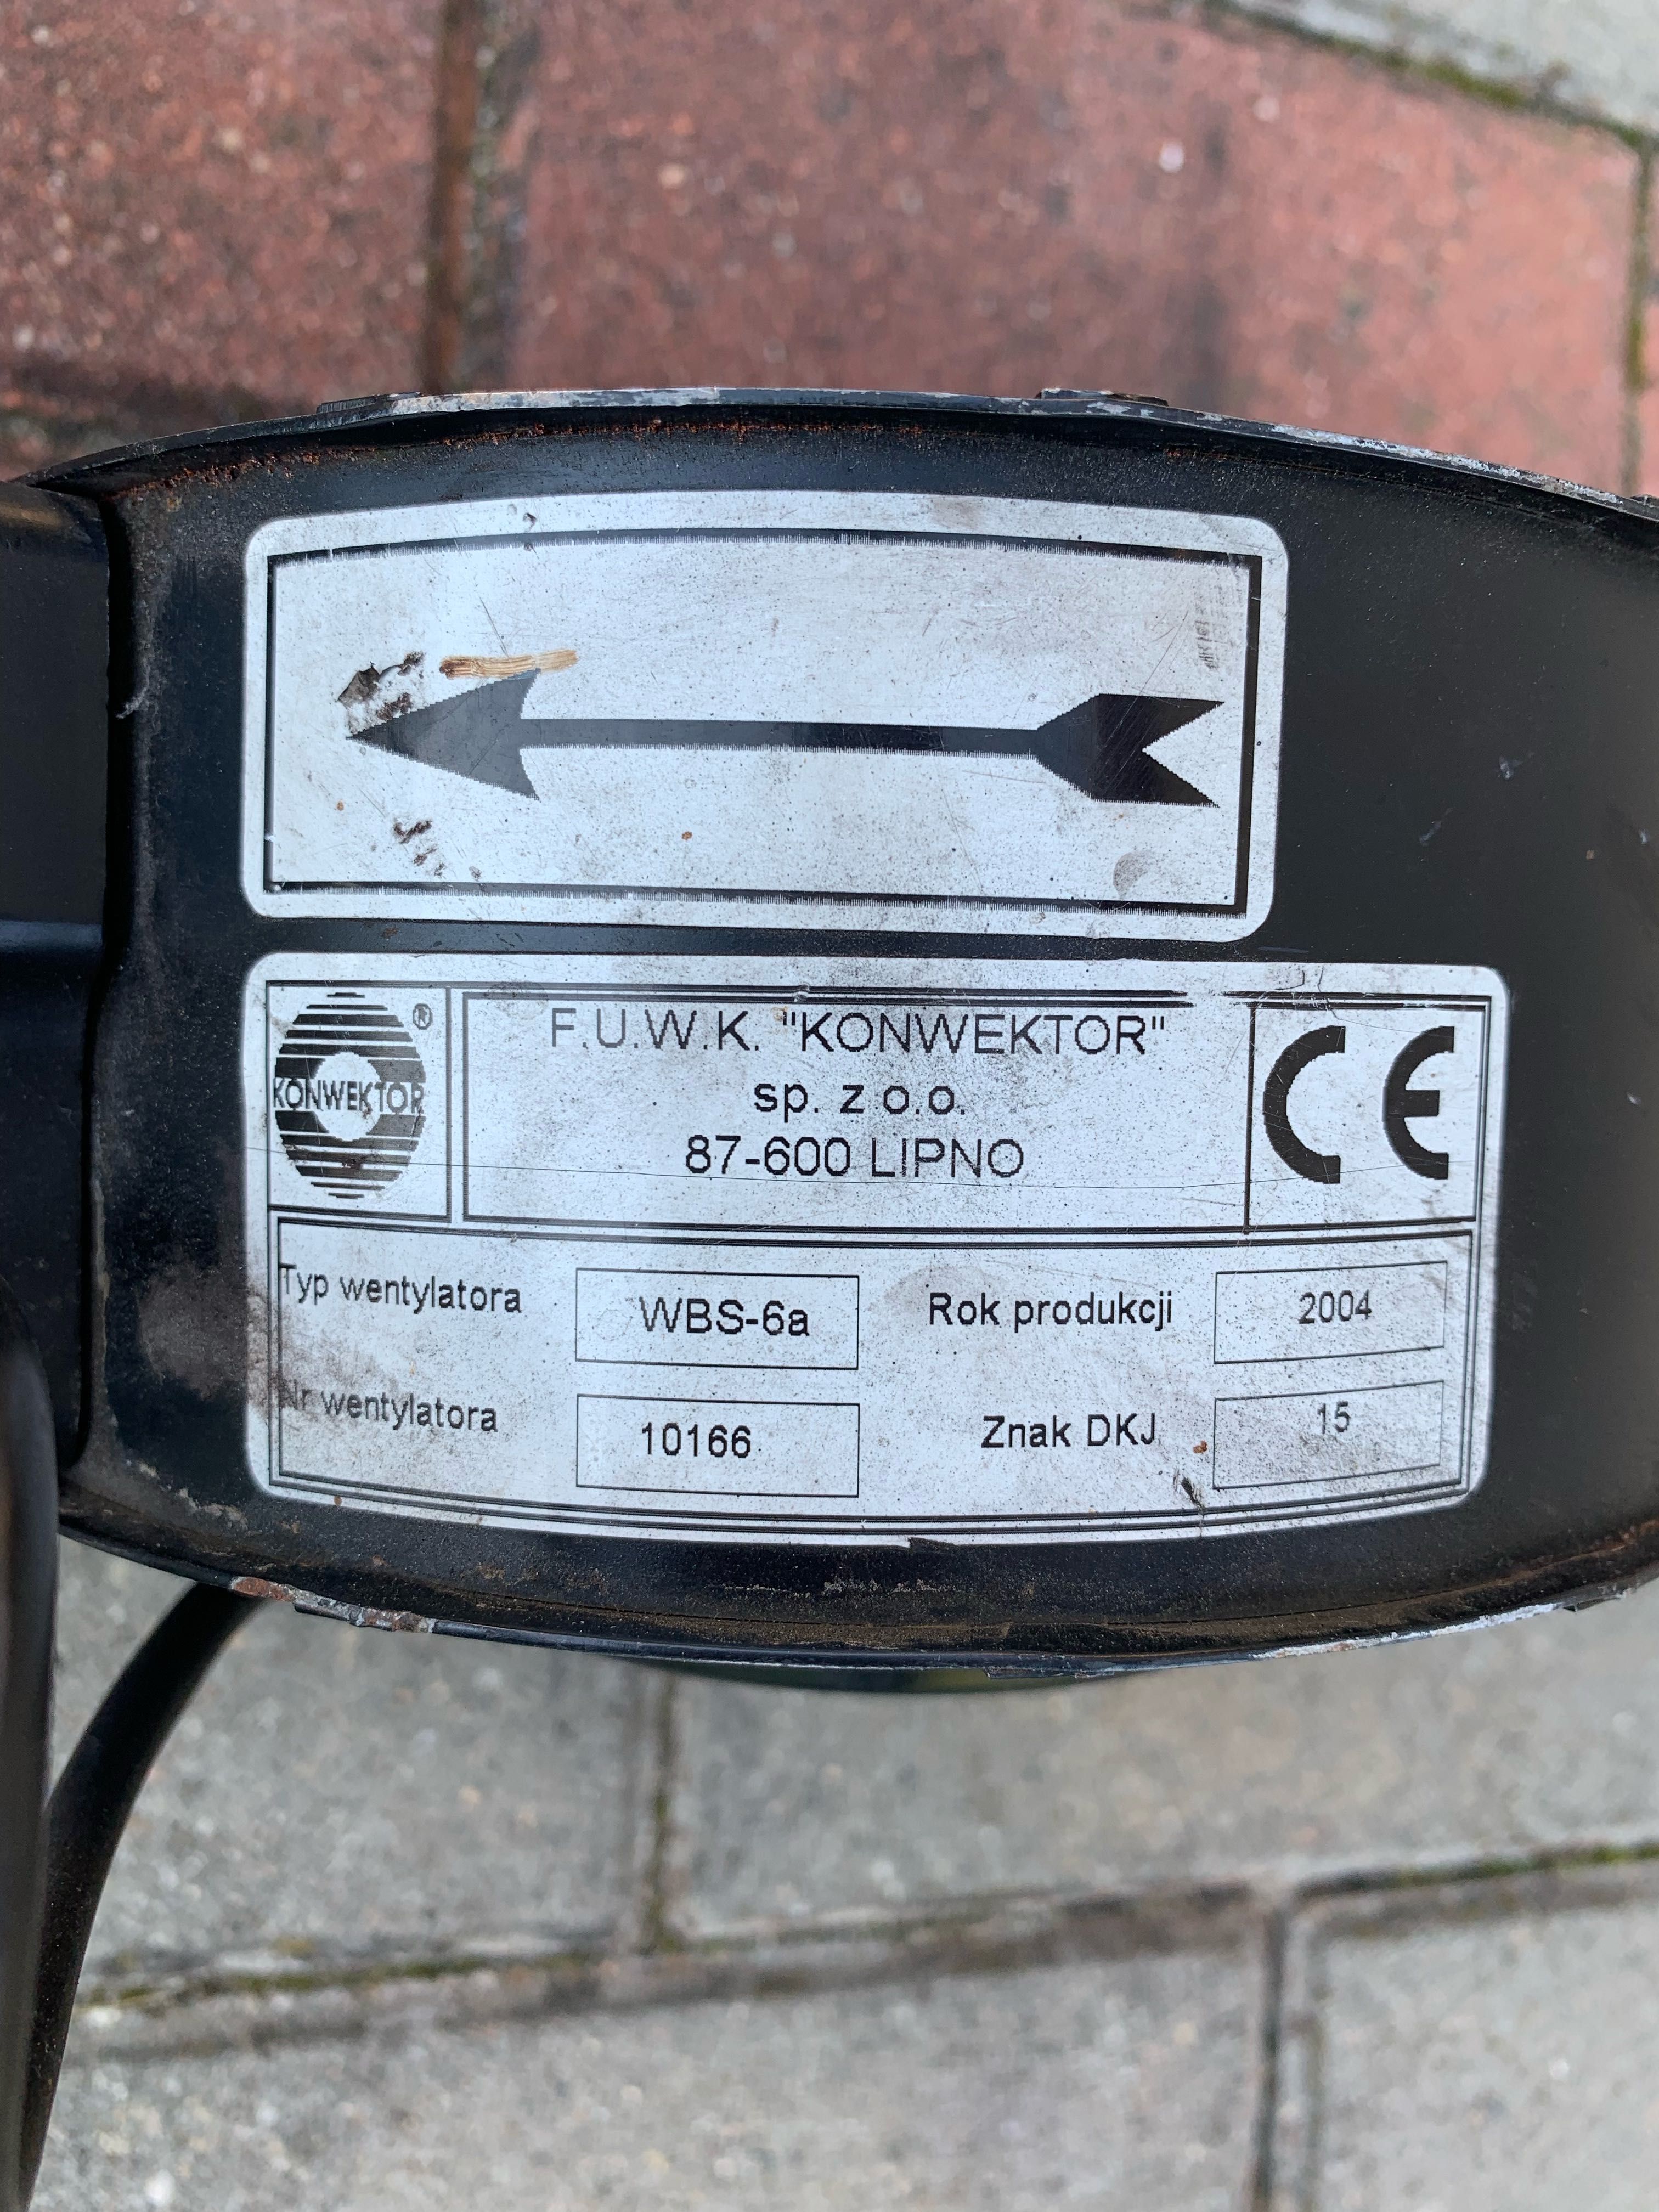 KONWEKTOR ®
F.U.W.K. "KONWEKTOR"
sp. z o.o.
87-600 LIPNO
CE
Typ wentylatora WBS-6a Rok produkcji 2004
Nr wentylatora 10166 Znak DKJ 15